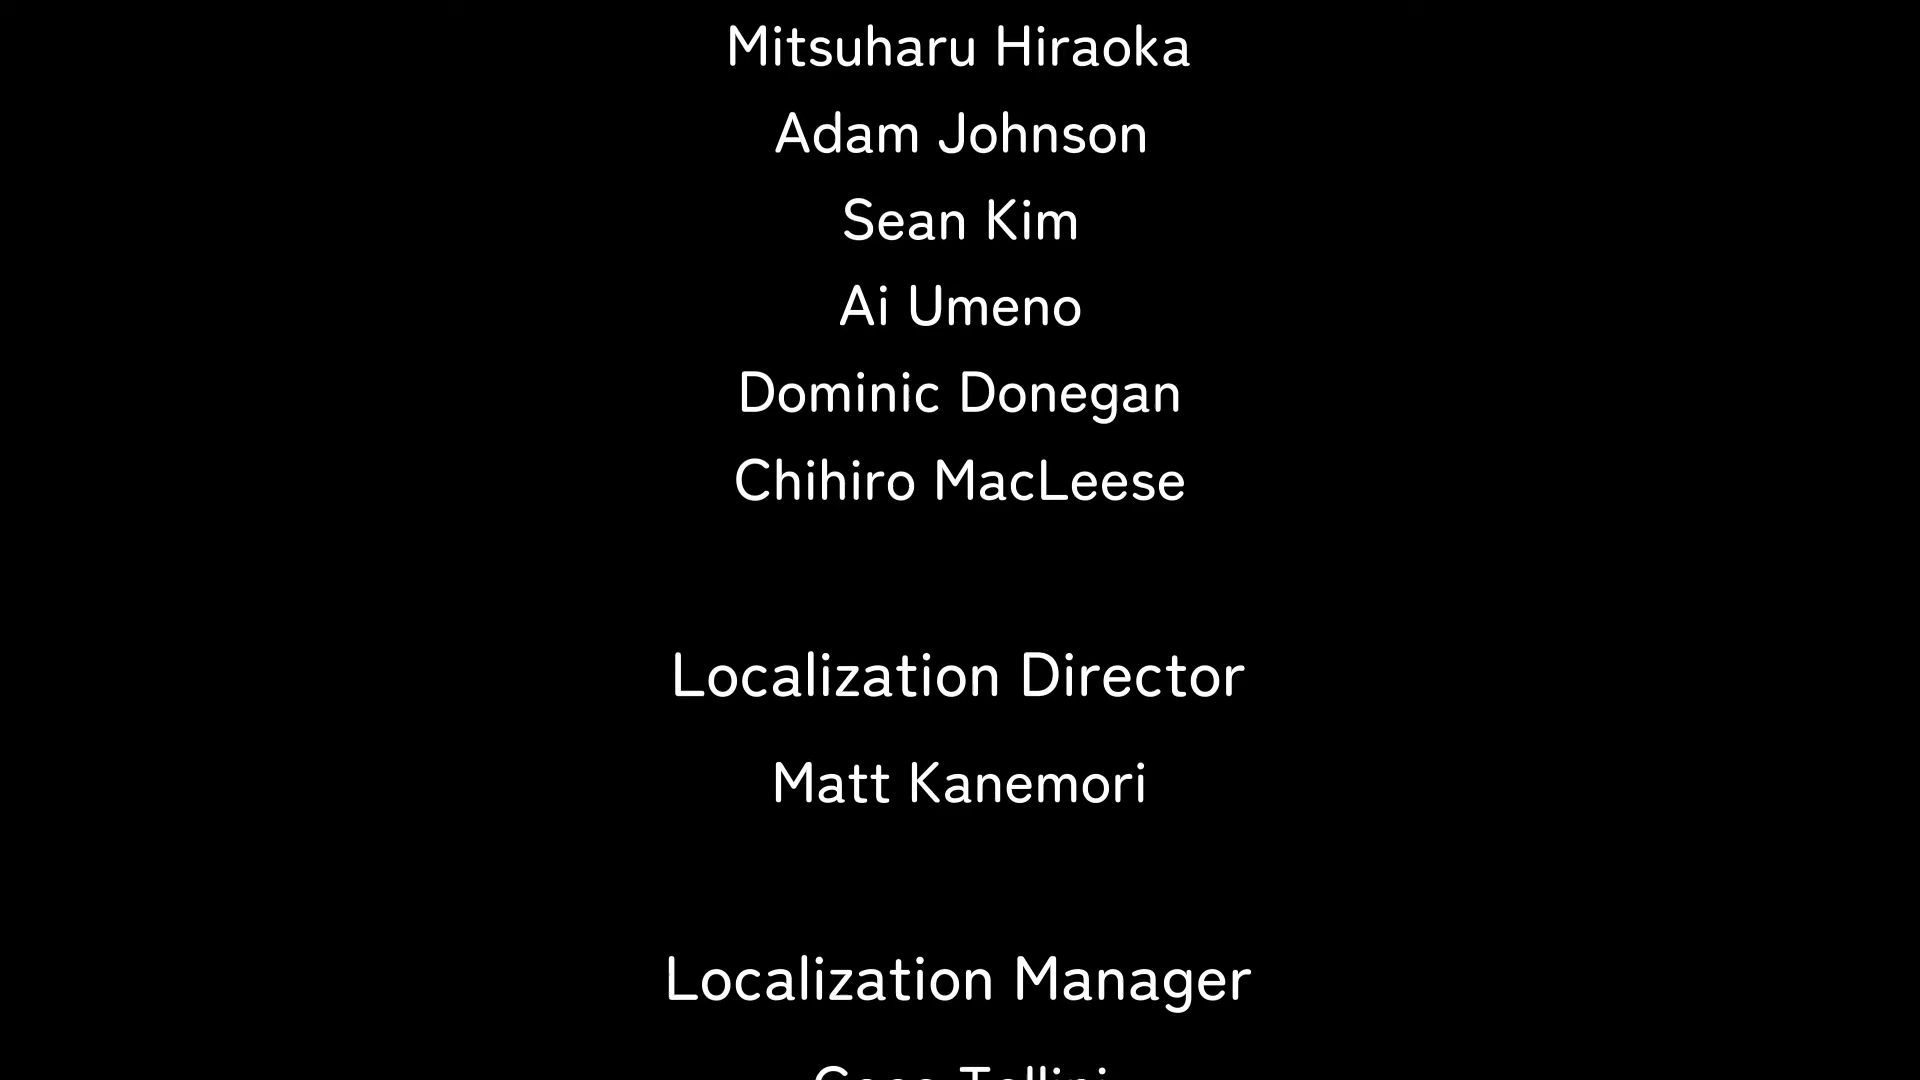 Mitsuharu Hiraoka
Adam Johnson
Sean Kim
Ai Umeno
Dominic Donegan
Chihiro MacLeese
Localization Director
Matt Kanemori
Localization Manager